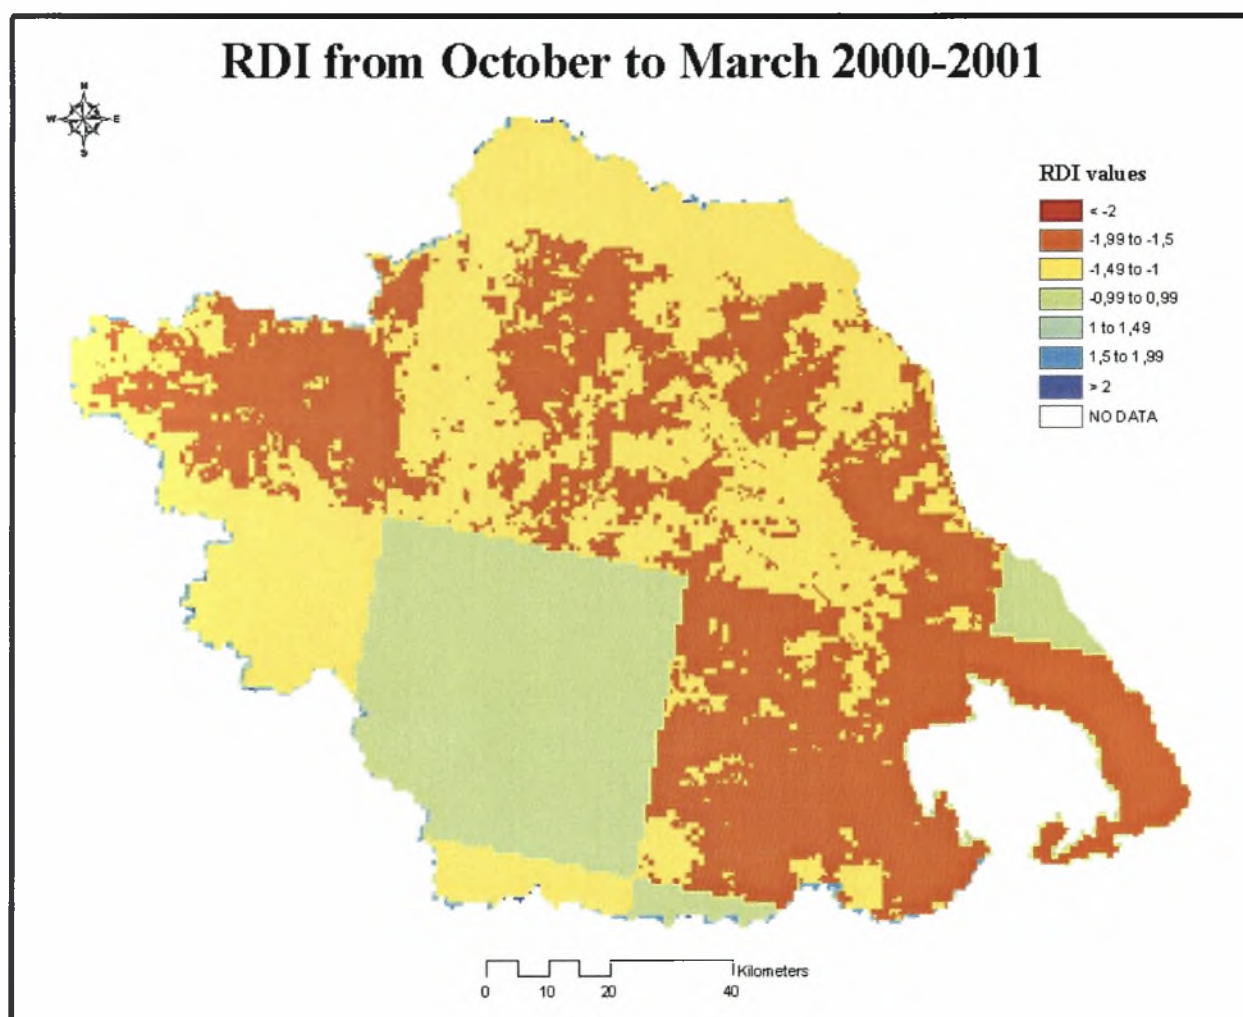 RDI from October to March 2000-2001
N
W E
S
RDI values
< -2
-1,99 to -1,5
-1,49 to -1
-0,99 to 0,99
1 to 1,49
1,5 to 1,99
> 2
NO DATA
Kilometers
0 10 20 40